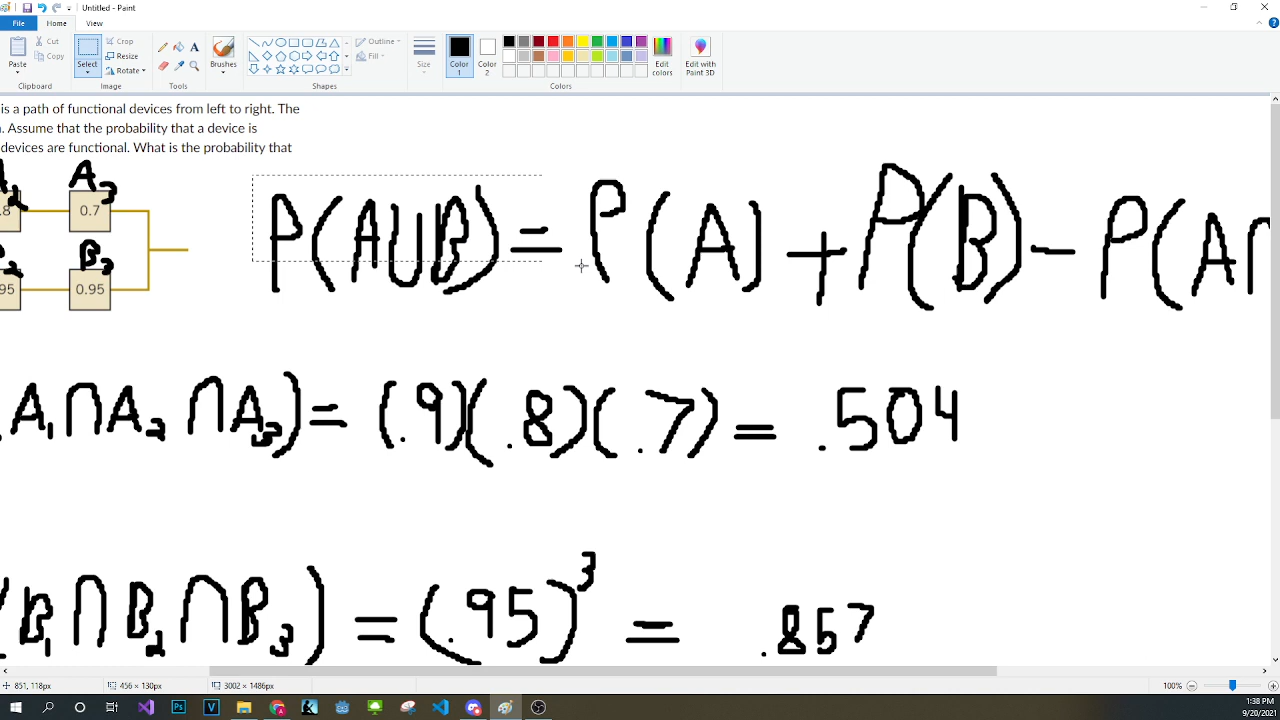 Untitled - Paint
File Home View
Paste Cut Copy Select Crop Resize Rotate Brushes Outline Fill Size Color 1 Color 2 Edit colors Edit with Paint 3D
Clipboard Image Tools Shapes Colors
is a path of functional devices from left to right. The
. Assume that the probability that a device is
devices are functional. What is the probability that
A3
.8 0.7
B3
95 0.95
P(A∪B) = P(A) + P(B) - P(A∩
A1 ∩ A2 ∩ A3) = (.9)(.8)(.7) = .504
(B1 ∩ B2 ∩ B3) = (.95)^3 = .857
851, 118px 456 × 130px 3002 × 1486px 100%
1:38 PM
9/20/2021